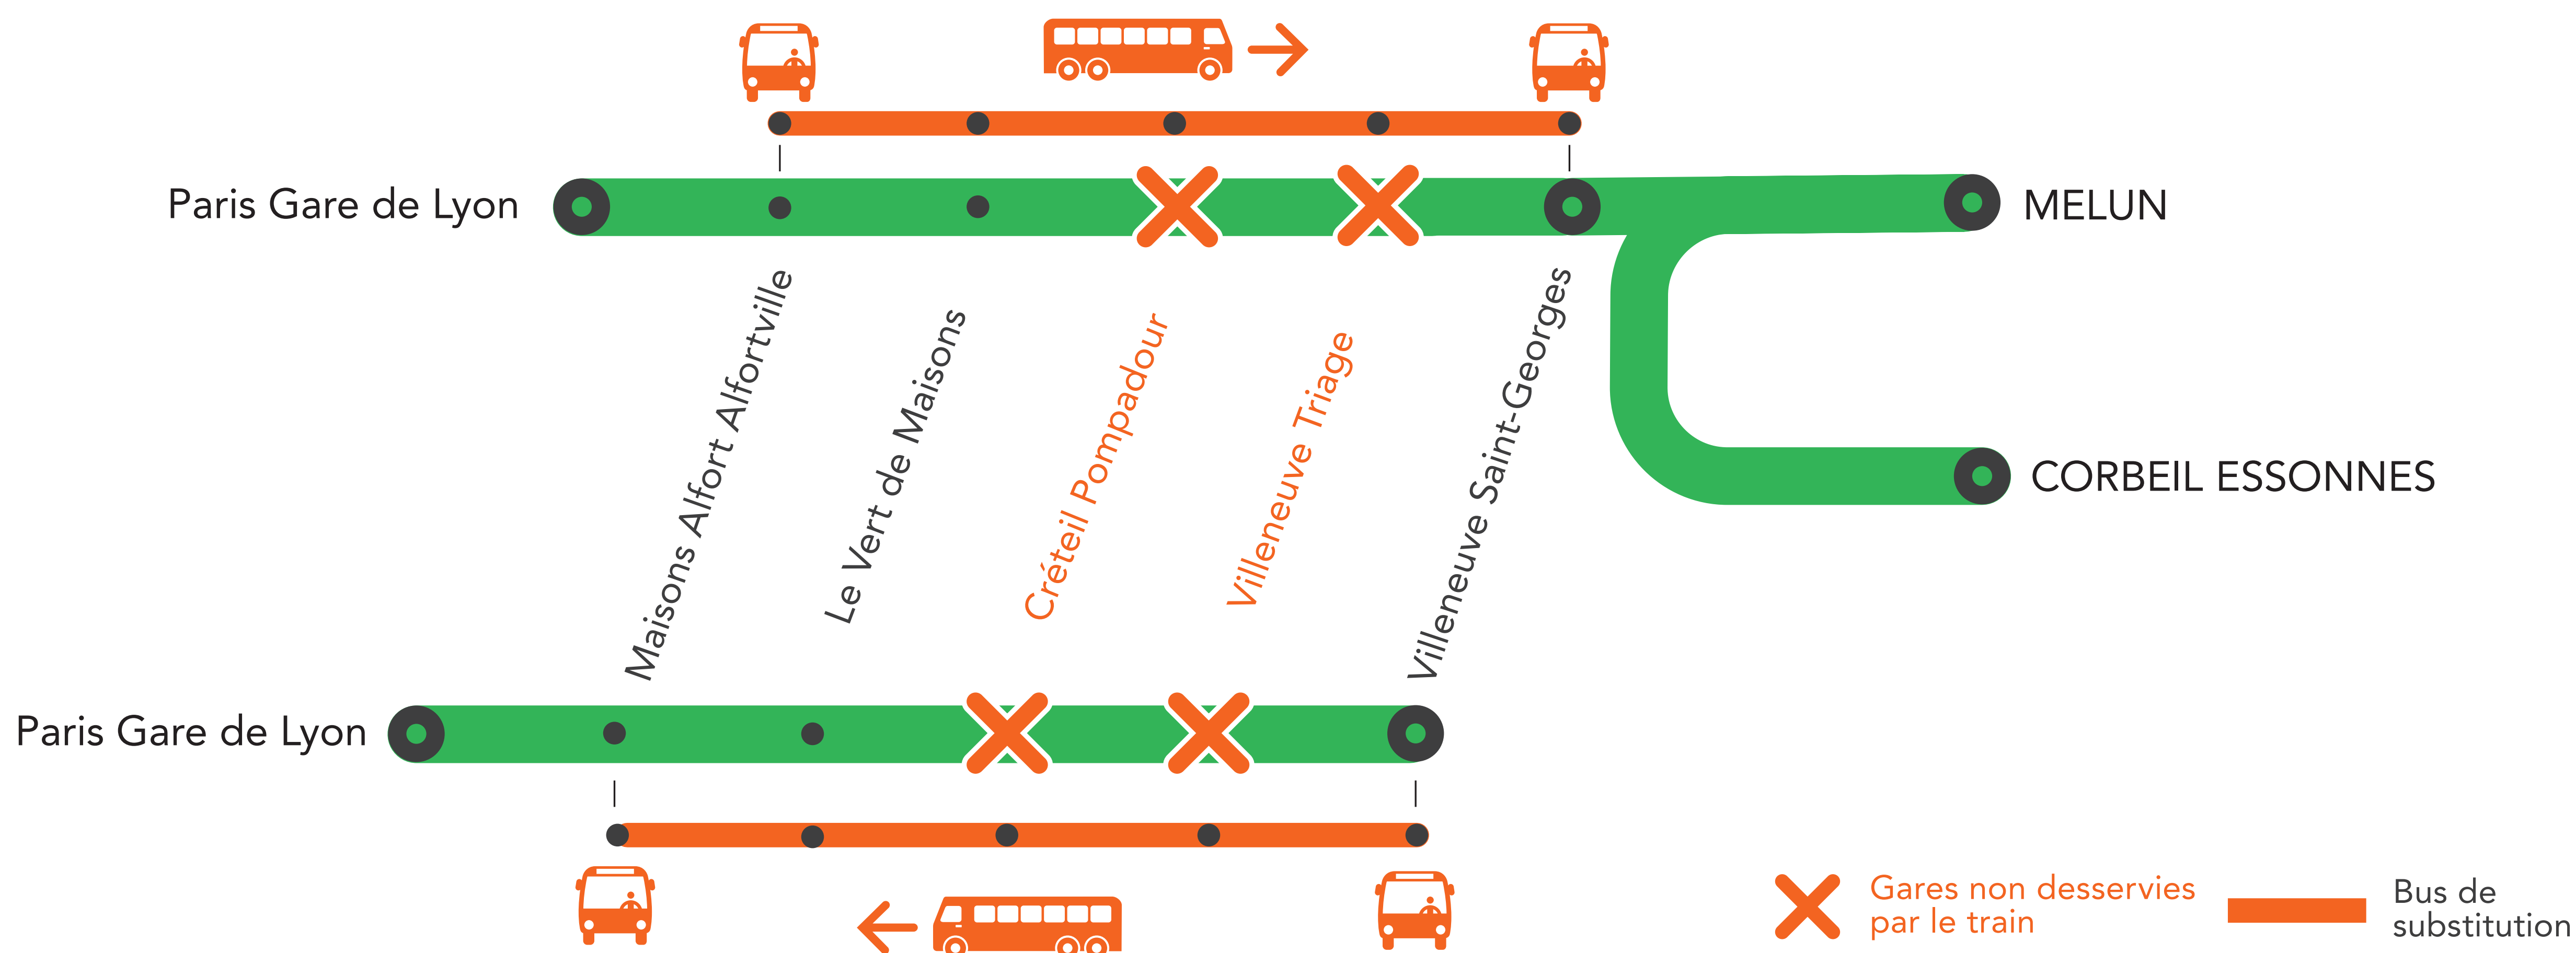 Paris Gare de Lyon
MELUN
Maisons Alfort Alfortville
Le Vert de Maisons
Créteil Pompadour
Villeneuve Triage
Villeneuve Saint-Georges
CORBEIL ESSONNES
Paris Gare de Lyon
Gares non desservies
par le train
Bus de
substitution